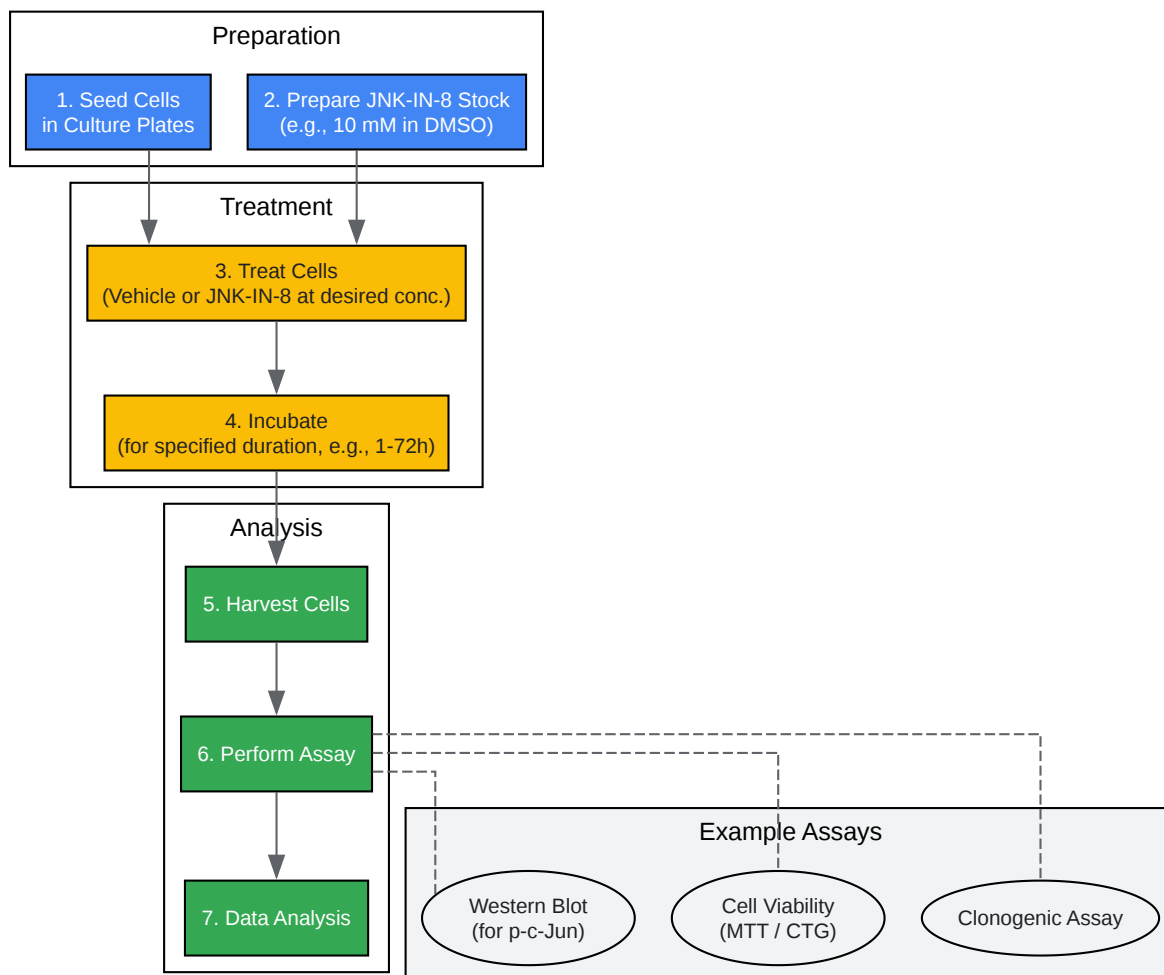 Preparation
1. Seed Cells
in Culture Plates
2. Prepare JNK-IN-8 Stock
(e.g., 10 mM in DMSO)
Treatment
3. Treat Cells
(Vehicle or JNK-IN-8 at desired conc.)
4. Incubate
(for specified duration, e.g., 1-72h)
Analysis
5. Harvest Cells
6. Perform Assay
7. Data Analysis
Example Assays
Western Blot
(for p-c-Jun)
Cell Viability
(MTT / CTG)
Clonogenic Assay